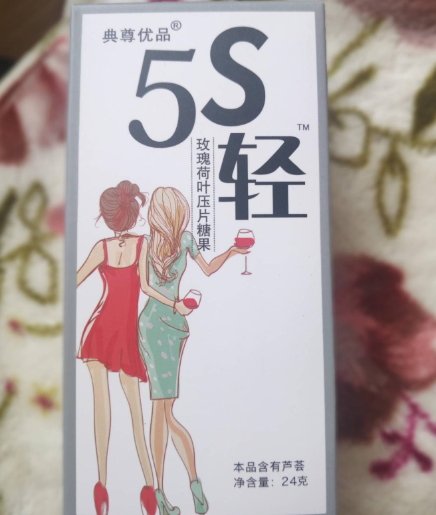 典尊优品®
5S
轻™
玫瑰荷叶压片糖果
本品含有芦荟
净含量：24克